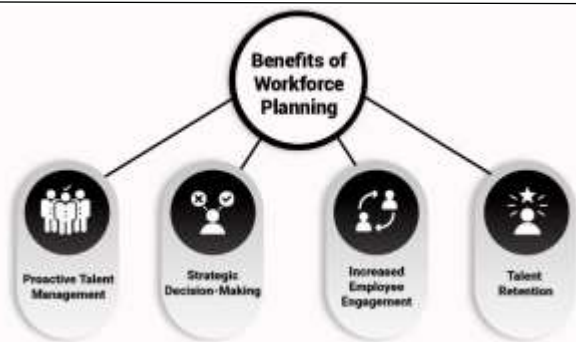 Benefits of
Workforce
Planning
Proactive Talent
Management
Strategic
Decision-Making
Increased
Employee
Engagement
Talent
Retention